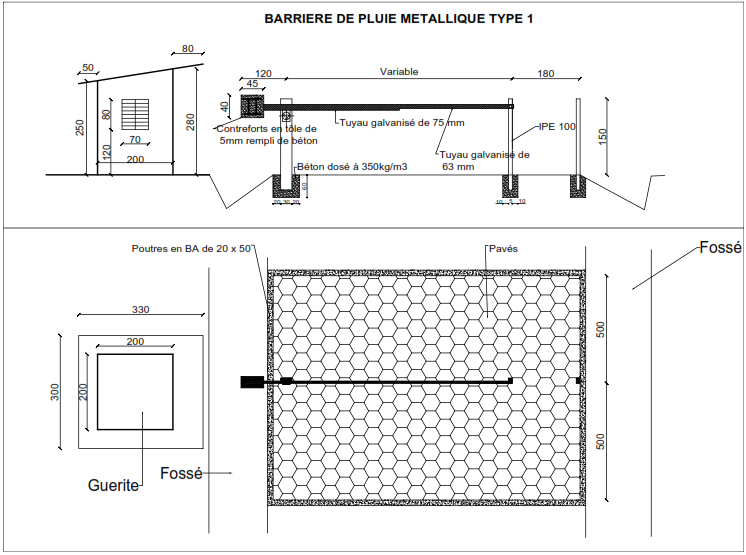 BARRIERE DE PLUIE METALLIQUE TYPE 1
80
50
120
Variable
180
45
40
80
250
280
70
120
200
Contreforts en tôle de
5mm rempli de béton
Tuyau galvanisé de 75 mm
Tuyau galvanisé de
63 mm
IPE 100
150
Béton dosé à 350kg/m3
60
20 30 20
10 5 10
Poutres en BA de 20 x 50
Pavés
Fossé
330
200
300
200
500
500
Fossé
Guerite